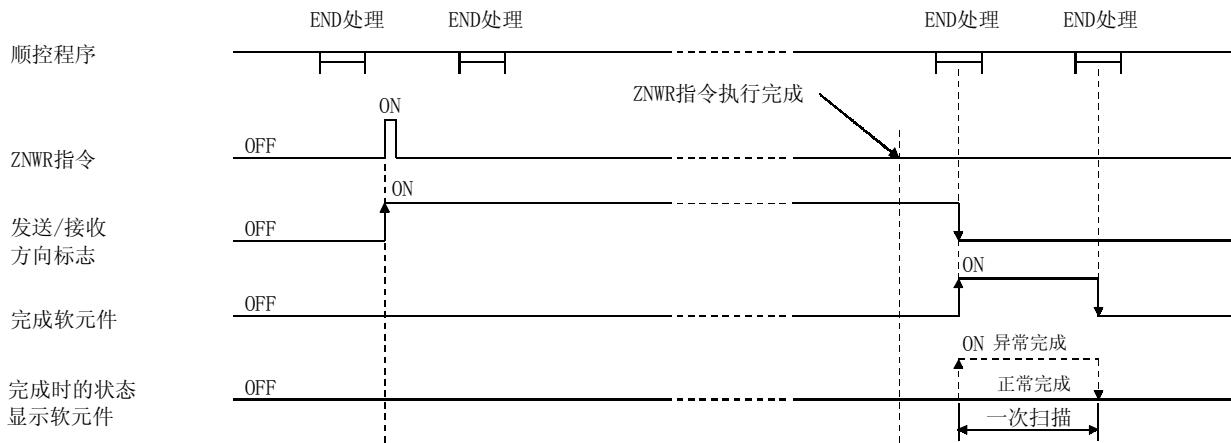 END处理
END处理
END处理
END处理
顺控程序
ZNWR指令执行完成
ON
OFF
ZNWR指令
ON
发送/接收
方向标志
OFF
ON
OFF
完成软元件
ON 异常完成
完成时的状态
显示软元件
OFF
正常完成
一次扫描